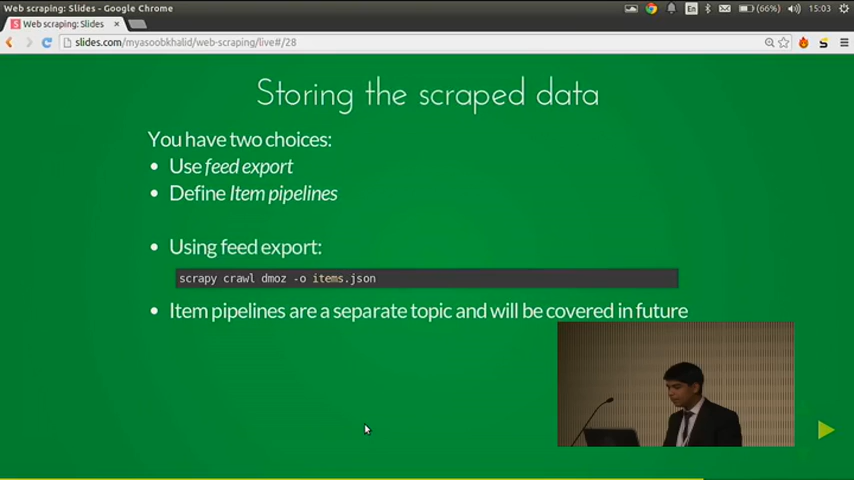 Web scraping: Slides - Google Chrome
En
(66%)
15:03
Web scraping: Slides
slides.com/myasoobkhalid/web-scraping/live#/28
Storing the scraped data
You have two choices:
Use feed export
Define Item pipelines
Using feed export:
scrapy crawl dmoz -o items.json
Item pipelines are a separate topic and will be covered in future